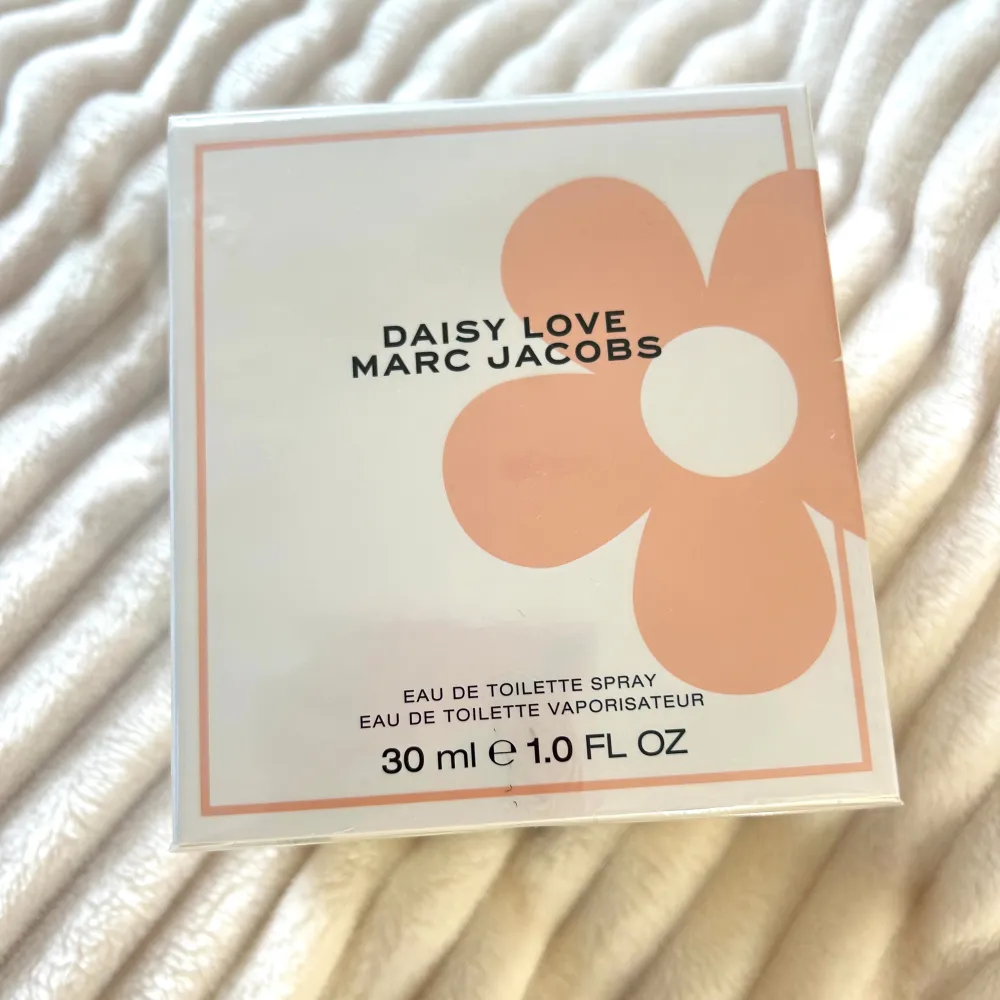 DAISY LOVE
MARC JACOBS
EAU DE TOILETTE SPRAY
EAU DE TOILETTE VAPORISATEUR
30 ml ℮ 1.0 FL OZ